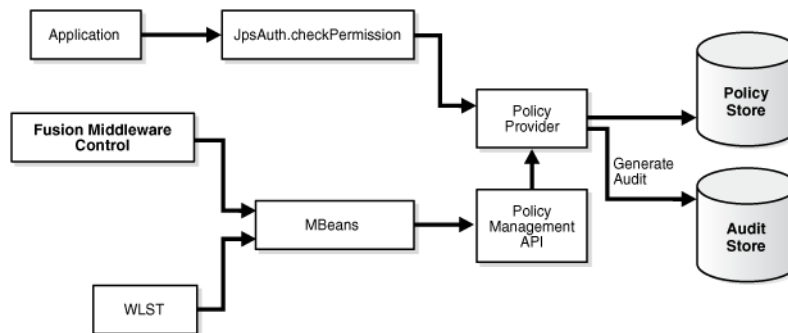 Application
JpsAuth.checkPermission
Policy
Provider
Policy
Store
Fusion Middleware
Control
Generate
Audit
MBeans
Policy
Management
API
Audit
Store
WLST